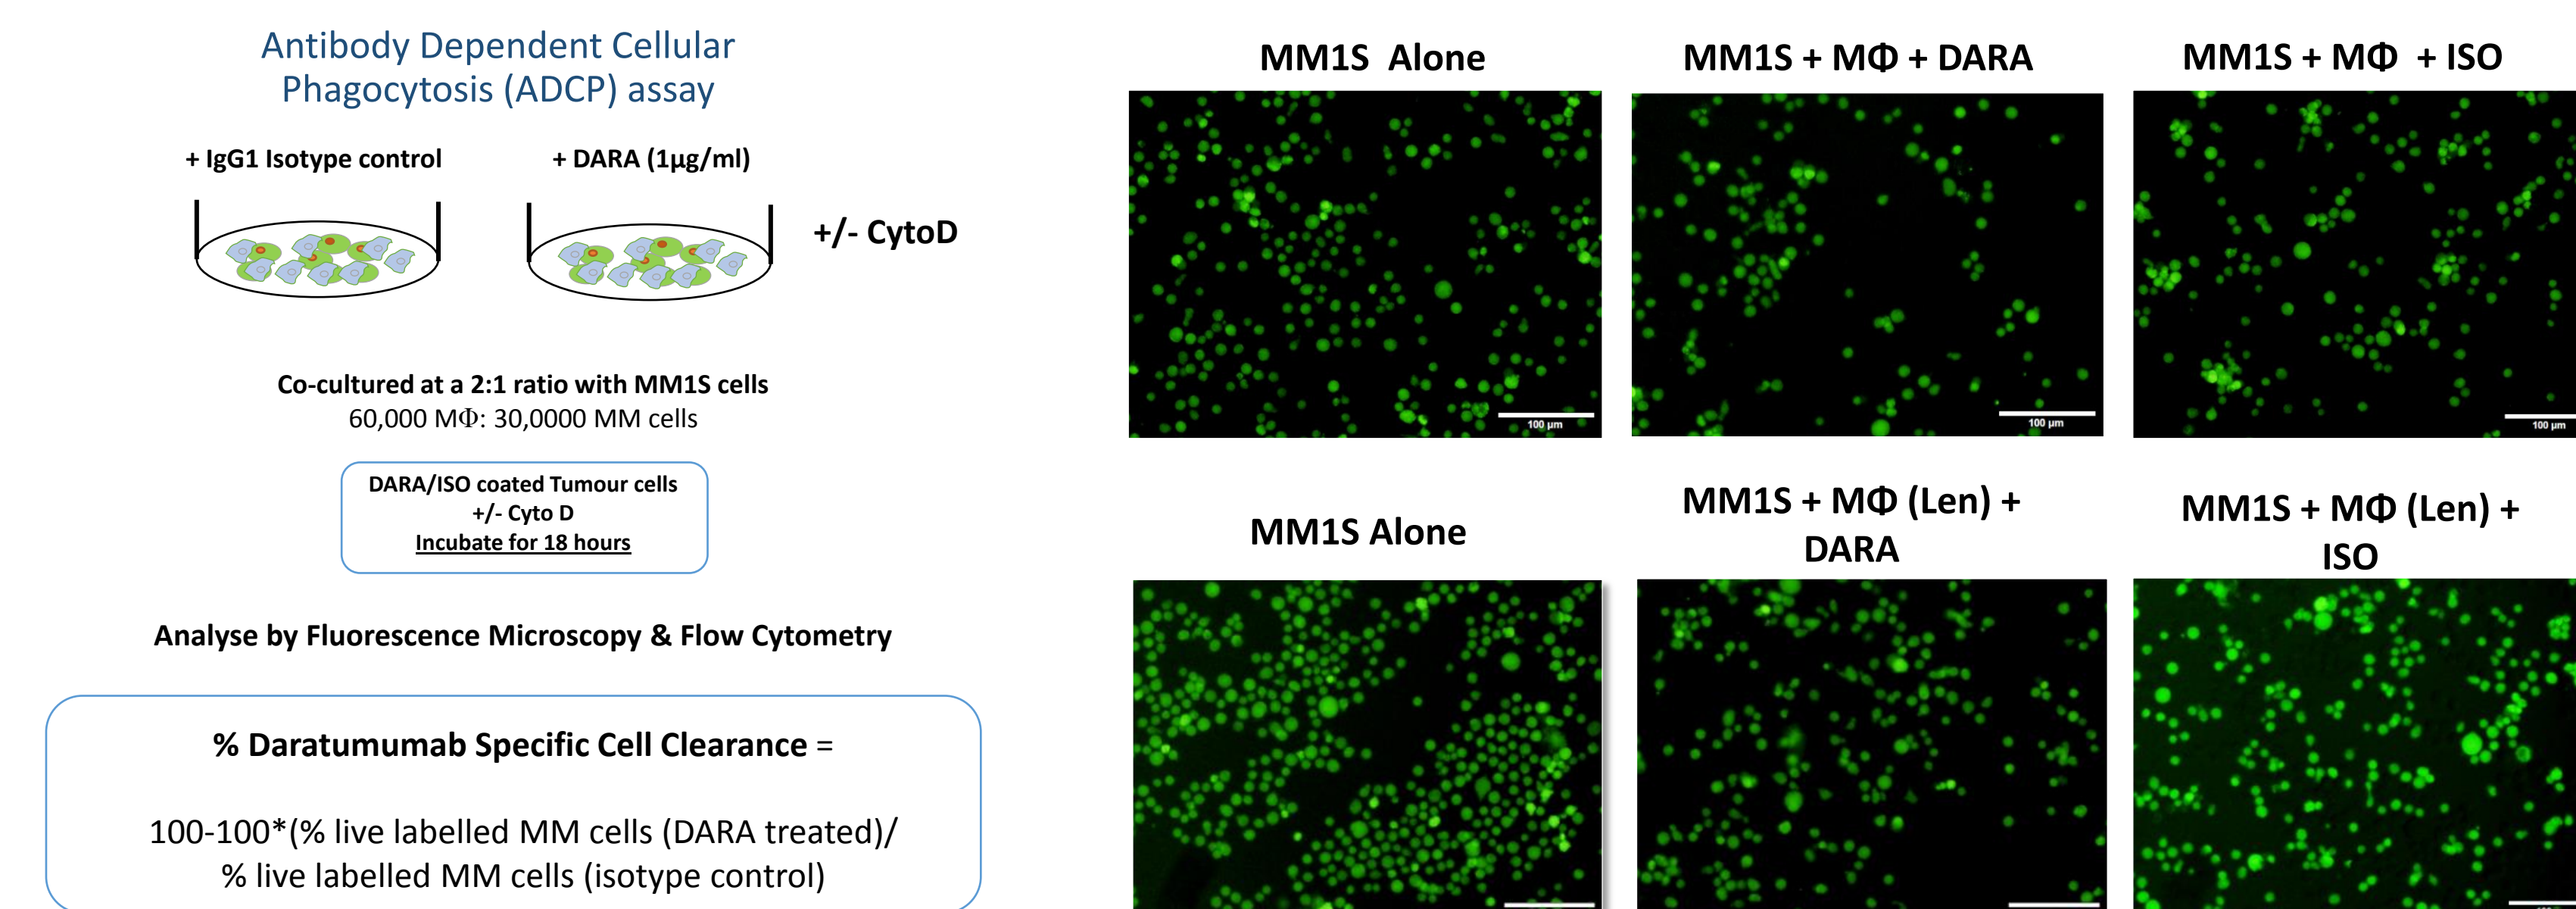 Antibody Dependent Cellular
Phagocytosis (ADCP) assay
+ IgG1 Isotype control
+ DARA (1µg/ml)
+/- CytoD
Co-cultured at a 2:1 ratio with MM1S cells
60,000 MΦ: 30,0000 MM cells
DARA/ISO coated Tumour cells
+/- Cyto D
Incubate for 18 hours
Analyse by Fluorescence Microscopy & Flow Cytometry
% Daratumumab Specific Cell Clearance =
100-100*(% live labelled MM cells (DARA treated)/
% live labelled MM cells (isotype control)
MM1S Alone
MM1S + MΦ + DARA
MM1S + MΦ + ISO
100 µm
100 µm
100 µm
MM1S Alone
MM1S + MΦ (Len) +
DARA
MM1S + MΦ (Len) +
ISO